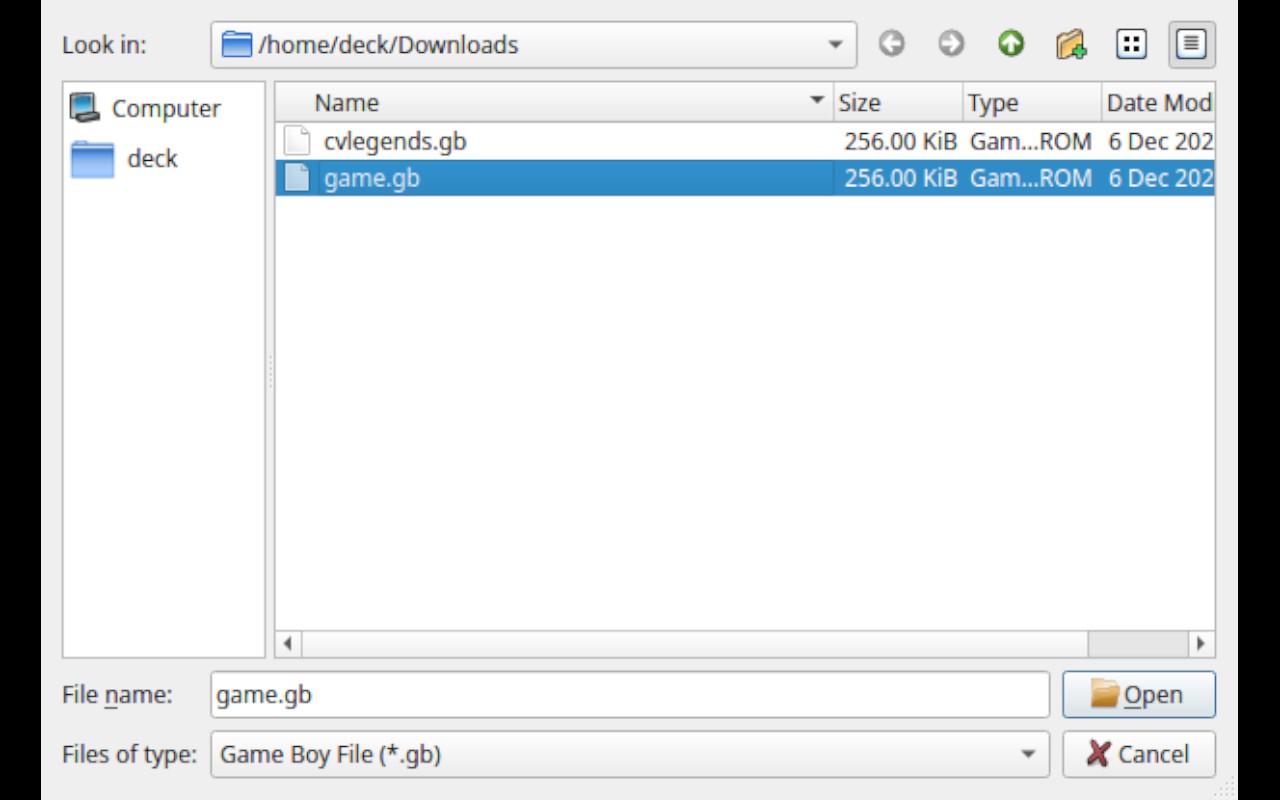 Look in: /home/deck/Downloads
Computer
deck
Name Size Type Date Mod
cvlegends.gb 256.00 KiB Gam...ROM 6 Dec 202
game.gb 256.00 KiB Gam...ROM 6 Dec 202
File name: game.gb Open
Files of type: Game Boy File (*.gb) Cancel